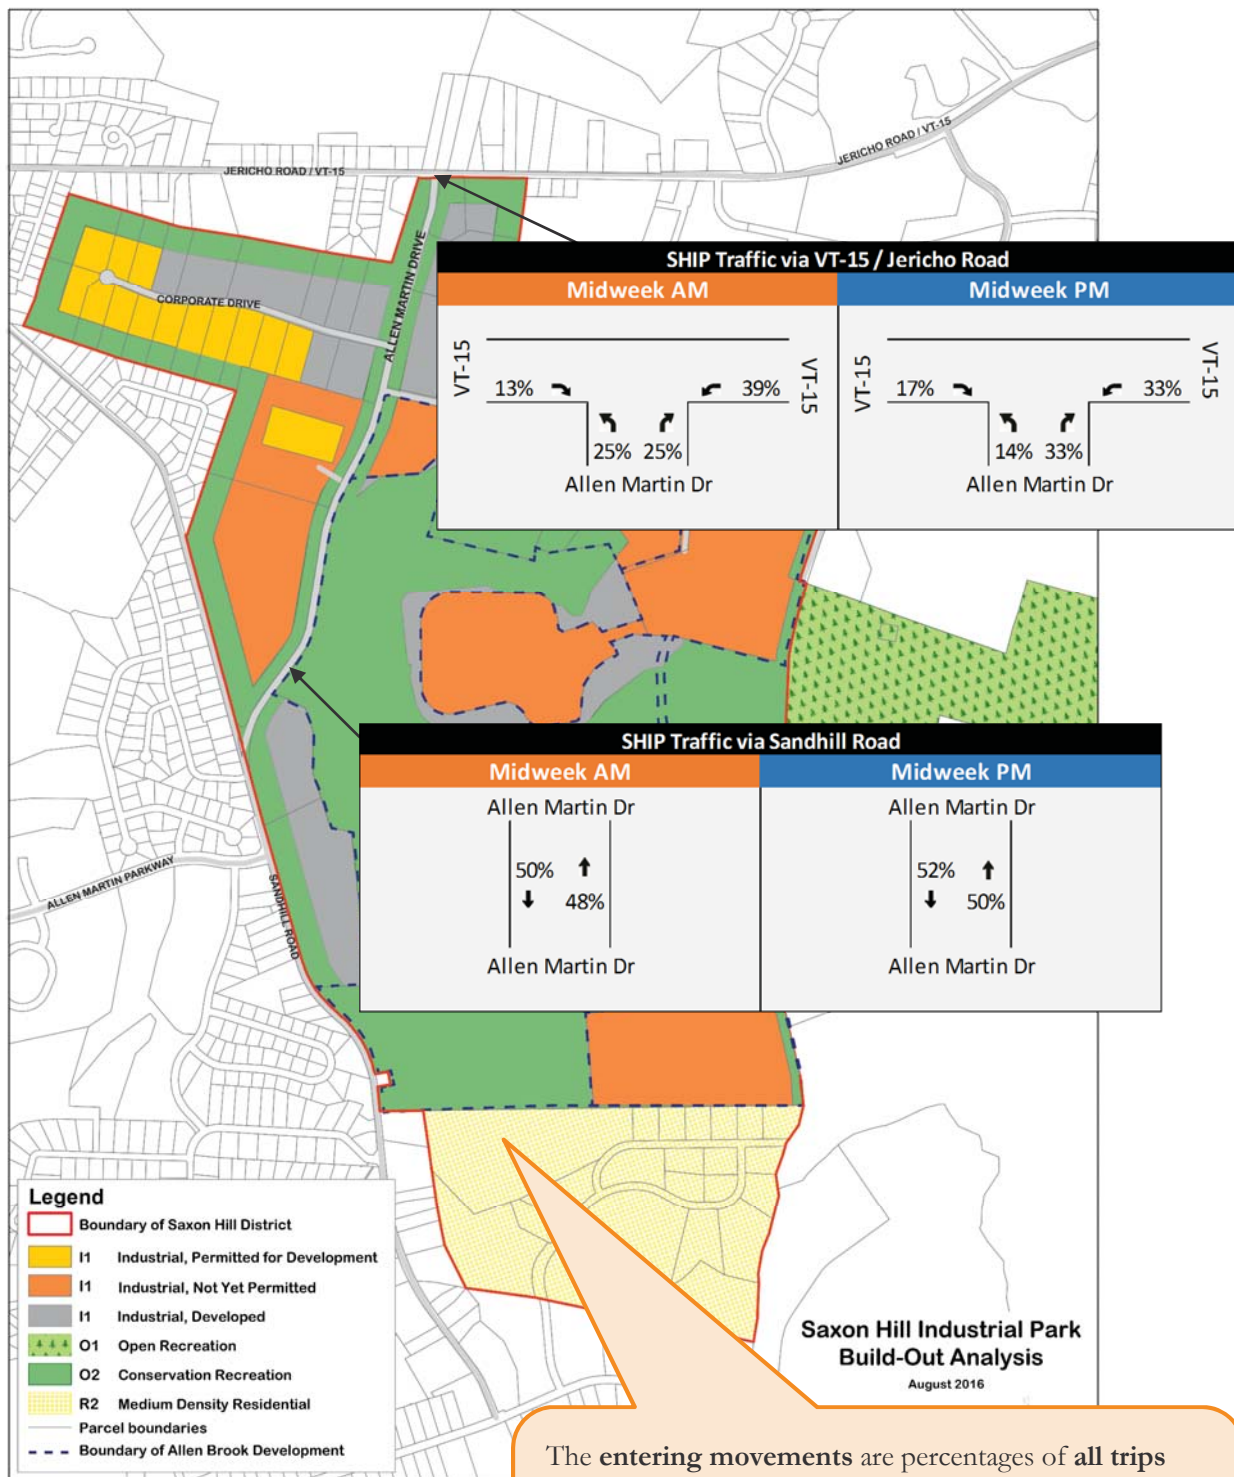 JERICHO ROAD / VT-15
JERICHO ROAD / VT-15
CORPORATE DRIVE
ALLEN MARTIN DRIVE
SHIP Traffic via VT-15 / Jericho Road
Midweek AM
VT-15
13%
39%
VT-15
25% 25%
Allen Martin Dr
Midweek PM
VT-15
17%
33%
VT-15
14% 33%
Allen Martin Dr
SHIP Traffic via Sandhill Road
Midweek AM
Allen Martin Dr
50%
48%
Allen Martin Dr
Midweek PM
Allen Martin Dr
52%
50%
Allen Martin Dr
ALLEN MARTIN PARKWAY
SANDHILL ROAD
Legend
Boundary of Saxon Hill District
I1 Industrial, Permitted for Development
I1 Industrial, Not Yet Permitted
I1 Industrial, Developed
O1 Open Recreation
O2 Conservation Recreation
R2 Medium Density Residential
Parcel boundaries
Boundary of Allen Brook Development
Saxon Hill Industrial Park
Build-Out Analysis
August 2016
The entering movements are percentages of all trips